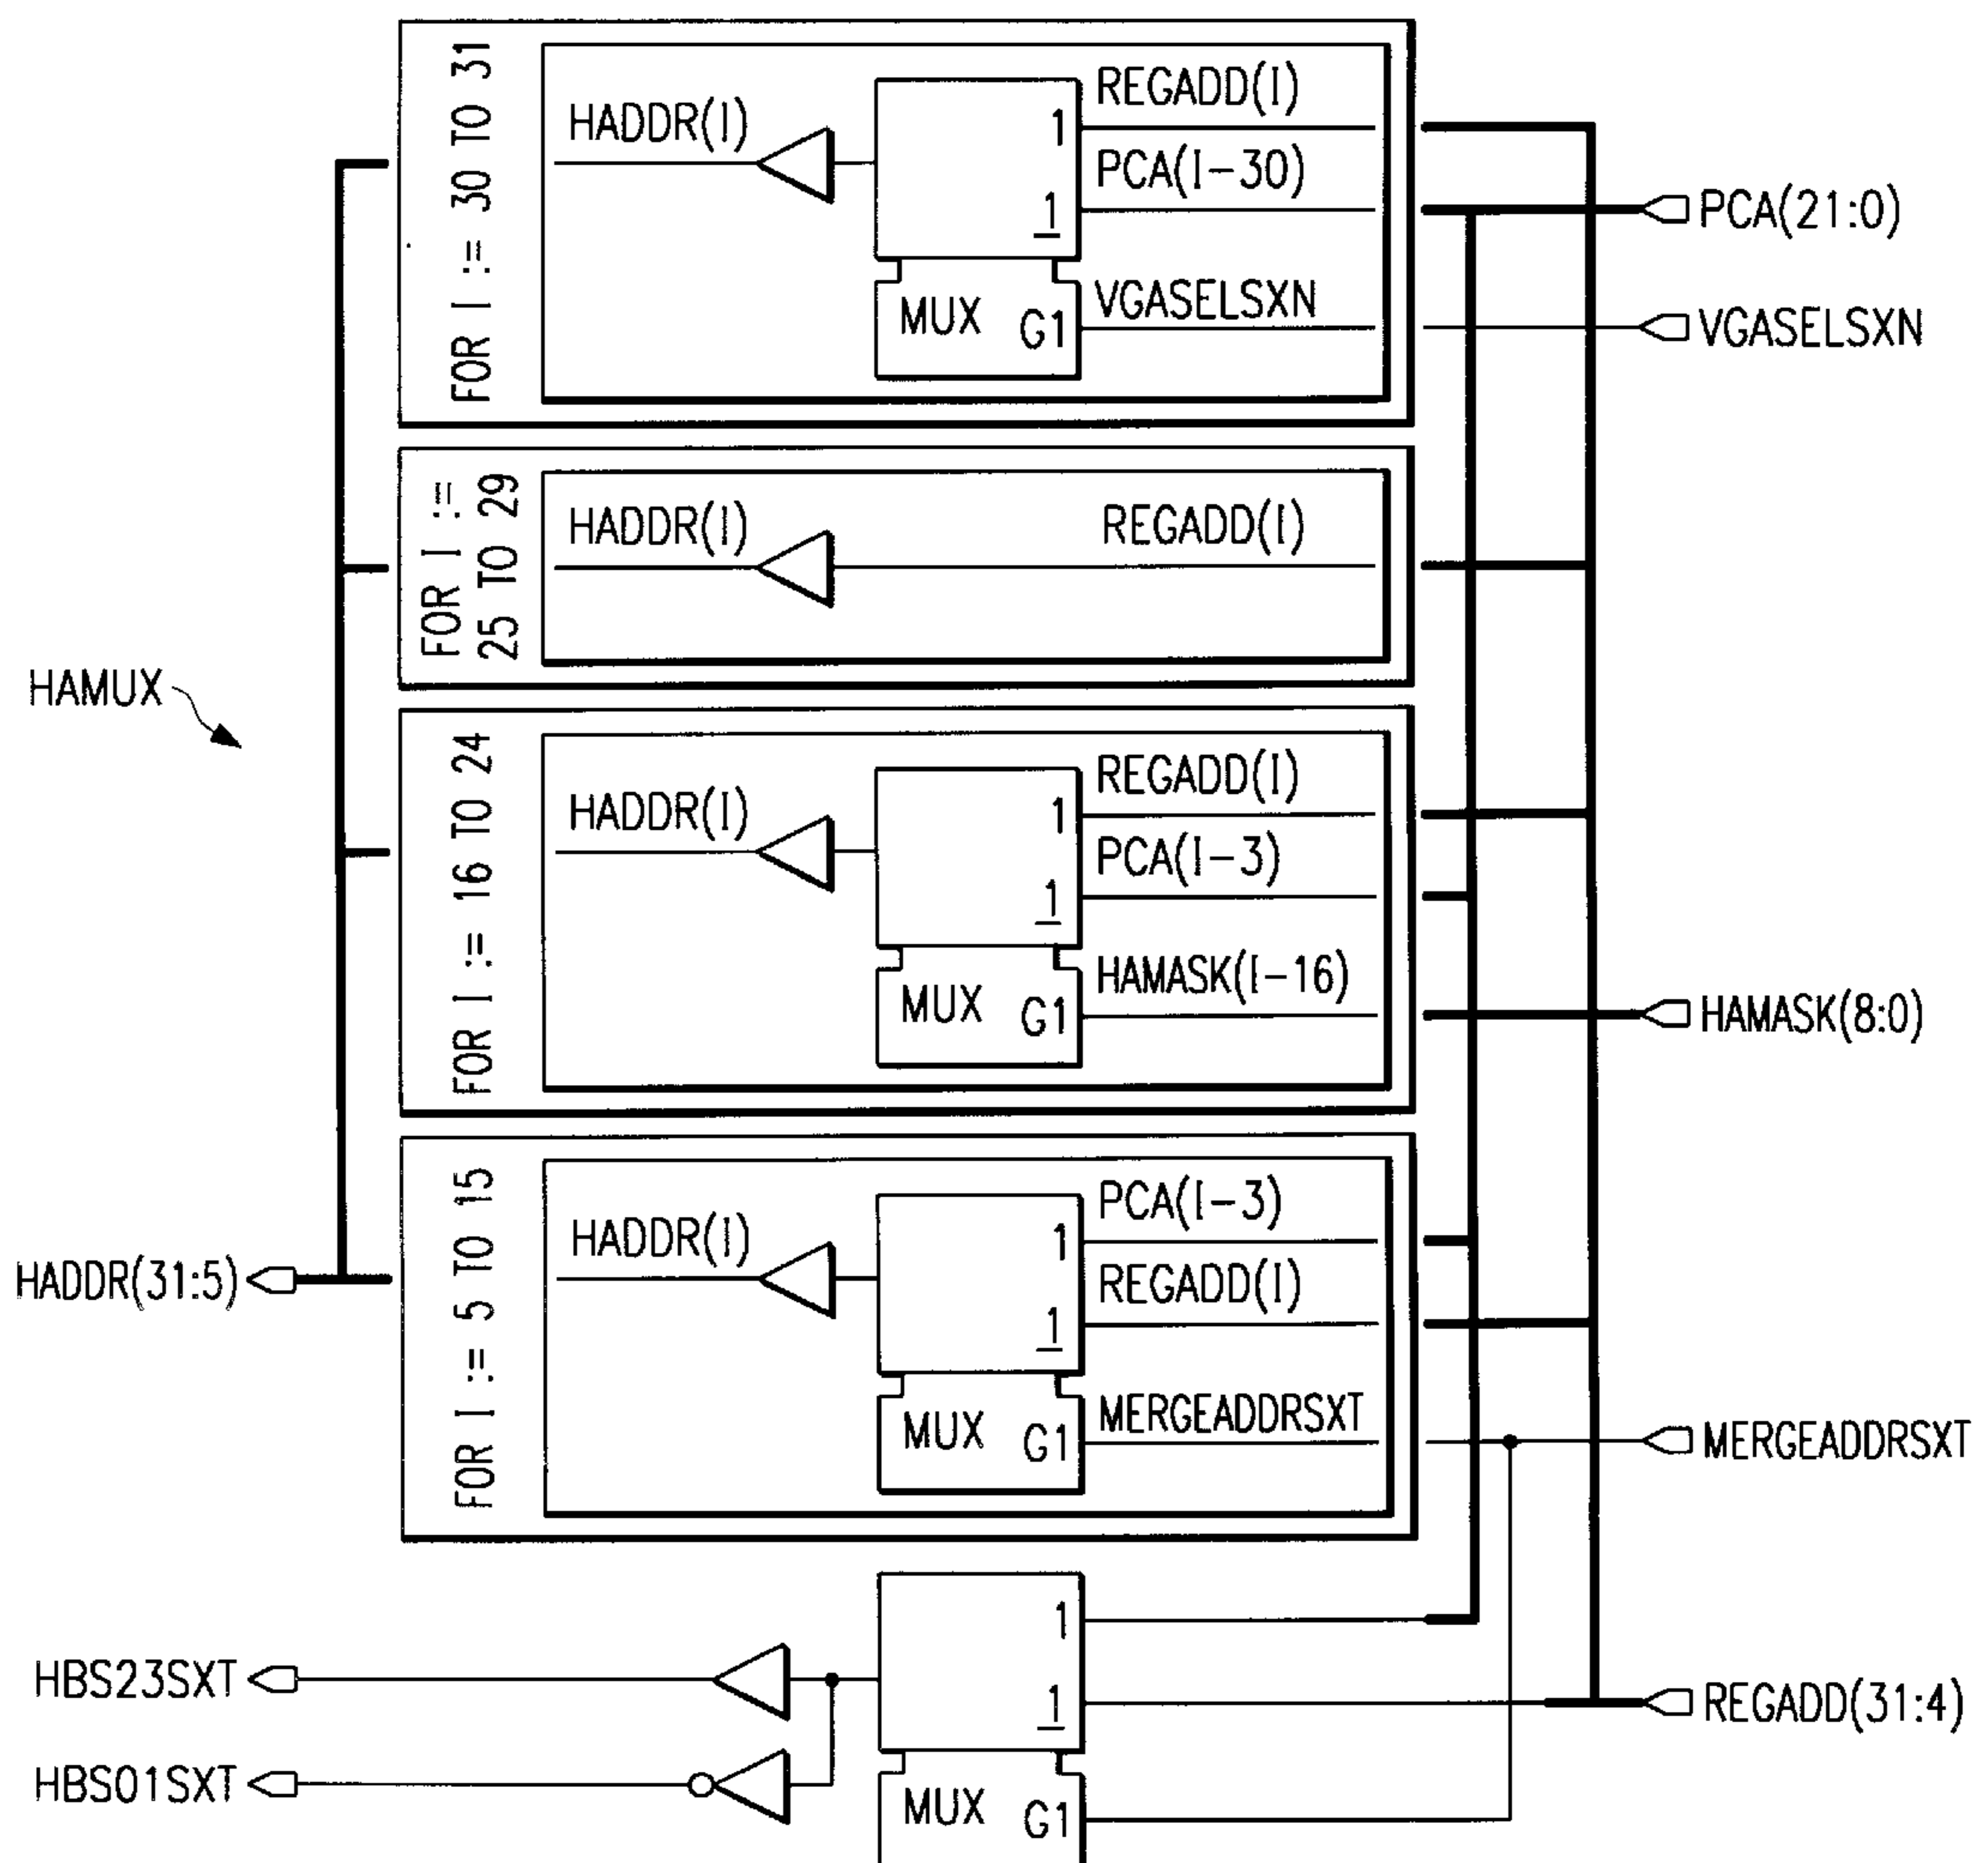 FOR I := 30 TO 31
HADDR(I)
REGADD(I)
1
PCA(I-30)
1
MUX
G1
VGASELSXN
PCA(21:0)
VGASELSXN
FOR I :=
25 TO 29
HADDR(I)
REGADD(I)
HAMUX
FOR I := 16 TO 24
HADDR(I)
REGADD(I)
1
PCA(I-3)
1
MUX
G1
HAMASK(I-16)
HAMASK(8:0)
FOR I := 5 TO 15
HADDR(I)
PCA(I-3)
1
REGADD(I)
1
MUX
G1
MERGEADDRSXT
HADDR(31:5)
MERGEADDRSXT
1
1
MUX
G1
HBS23SXT
HBS01SXT
REGADD(31:4)